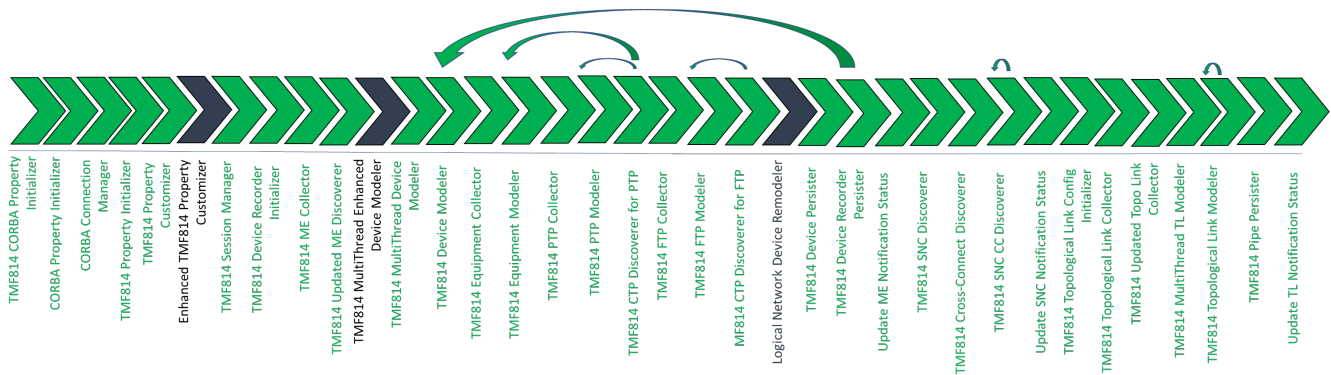 TMF814 CORBA Property
Initializer
CORBA Property Initializer
CORBA Connection
Manager
TMF814 Property Initializer
TMF814 Property
Customizer
Enhanced TMF814 Property
Customizer
TMF814 Session Manager
TMF814 Device Recorder
Initializer
TMF814 ME Collector
TMF814 Updated ME Discoverer
TMF814 MultiThread Enhanced
Device Modeler
TMF814 MultiThread Device
Modeler
TMF814 Device Modeler
TMF814 Equipment Collector
TMF814 Equipment Modeler
TMF814 PTP Collector
TMF814 PTP Modeler
TMF814 CTP Discoverer for PTP
TMF814 FTP Collector
TMF814 FTP Modeler
MF814 CTP Discoverer for FTP
Logical Network Device Remodeler
TMF814 Device Persister
TMF814 Device Recorder
Persister
Update ME Notification Status
TMF814 SNC Discoverer
TMF814 Cross-Connect Discoverer
TMF814 SNC CC Discoverer
Update SNC Notification Status
TMF814 Topological Link Config
Initializer
TMF814 Topological Link Collector
TMF814 Updated Topo Link
Collector
TMF814 MultiThread TL Modeler
TMF814 Topological Link Modeler
TMF814 Pipe Persister
Update TL Notification Status